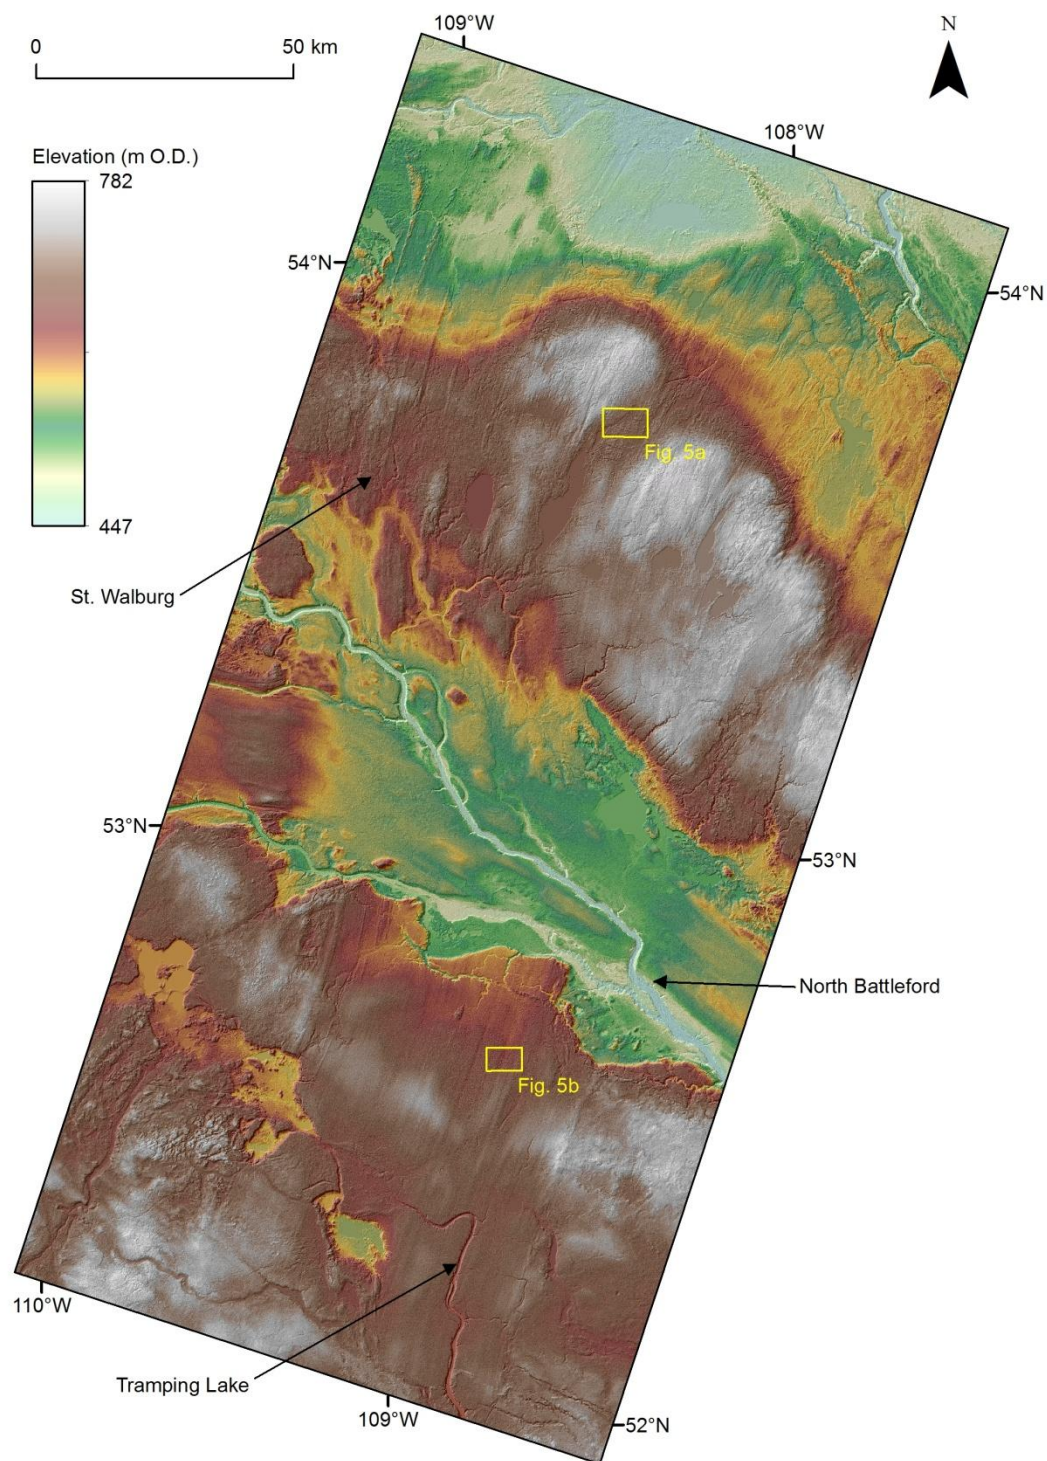 109°W
N
0 50 km
108°W
Elevation (m O.D.)
782
54°N
54°N
Fig. 5a
447
St. Walburg
53°N
53°N
North Battleford
Fig. 5b
110°W
Tramping Lake
109°W
52°N